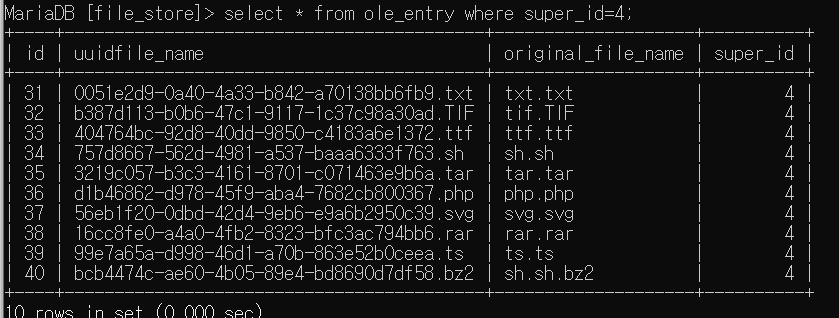 MariaDB [file_store]> select * from ole_entry where super_id=4;
+----+------------------------------------------+--------------------+----------+
| id | uuidfile_name | original_file_name | super_id |
+----+------------------------------------------+--------------------+----------+
| 31 | 0051e2d9-0a40-4a33-b842-a70138bb6fb9.txt | txt.txt | 4 |
| 32 | b387d113-b0b6-47c1-9117-1c37c98a30ad.TIF | tif.TIF | 4 |
| 33 | 404764bc-92d8-40dd-9850-c4183a6e1372.ttf | ttf.ttf | 4 |
| 34 | 757d8667-562d-4981-a537-baaa6333f763.sh | sh.sh | 4 |
| 35 | 3219c057-b3c3-4161-8701-c071463e9b6a.tar | tar.tar | 4 |
| 36 | d1b46862-d978-45f9-aba4-7682cb800367.php | php.php | 4 |
| 37 | 56eb1f20-0dbd-42d4-9eb6-e9a6b2950c39.svg | svg.svg | 4 |
| 38 | 16cc8fe0-a4a0-4fb2-8323-bfc3ac794bb6.rar | rar.rar | 4 |
| 39 | 99e7a65a-d998-46d1-a70b-863e52b0ceea.ts | ts.ts | 4 |
| 40 | bcb4474c-ae60-4b05-89e4-bd8690d7df58.bz2 | sh.sh.bz2 | 4 |
+----+------------------------------------------+--------------------+----------+
10 rows in set (0.000 sec)